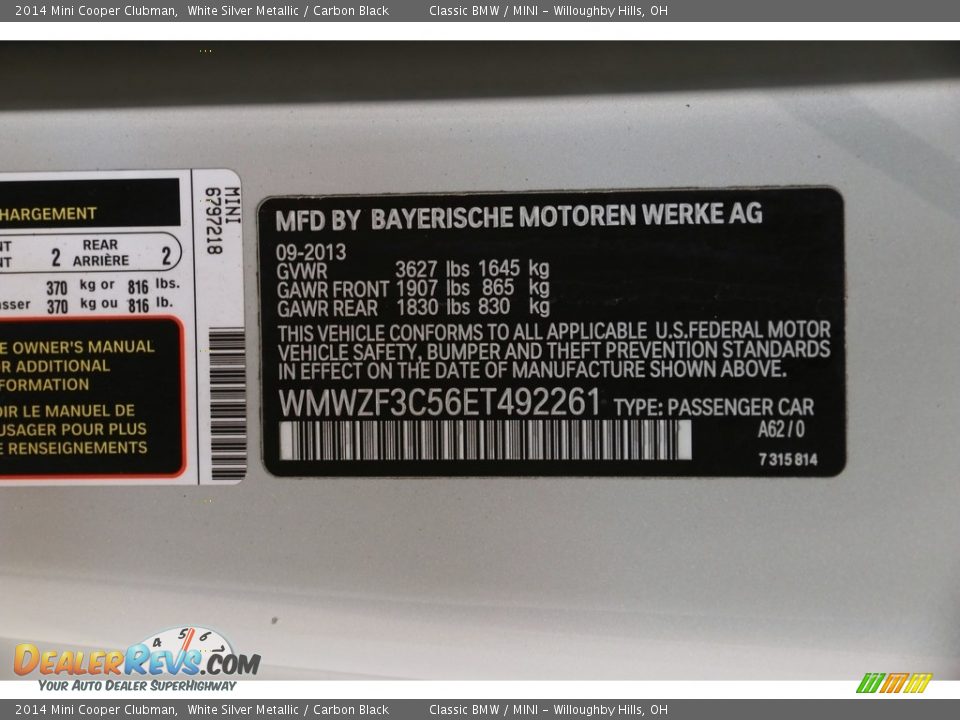 2014 Mini Cooper Clubman, White Silver Metallic / Carbon Black Classic BMW / MINI - Willoughby Hills, OH
HARGEMENT
NT 2 REAR 2
NT ARRIÈRE
370 kg or 816 lbs.
sser 370 kg ou 816 lb.
E OWNER'S MANUAL
R ADDITIONAL
FORMATION
OIR LE MANUEL DE
USAGER POUR PLUS
E RENSEIGNEMENTS
MINI
6797218
MFD BY BAYERISCHE MOTOREN WERKE AG
09-2013
GVWR 3627 lbs 1645 kg
GAWR FRONT 1907 lbs 865 kg
GAWR REAR 1830 lbs 830 kg
THIS VEHICLE CONFORMS TO ALL APPLICABLE U.S.FEDERAL MOTOR
VEHICLE SAFETY, BUMPER AND THEFT PREVENTION STANDARDS
IN EFFECT ON THE DATE OF MANUFACTURE SHOWN ABOVE.
WMWZF3C56ET492261 TYPE: PASSENGER CAR
A62/0
7 315 814
4 5 6 7
DealerRevs.com
Your Auto Dealer SuperHighway
2014 Mini Cooper Clubman, White Silver Metallic / Carbon Black Classic BMW / MINI - Willoughby Hills, OH